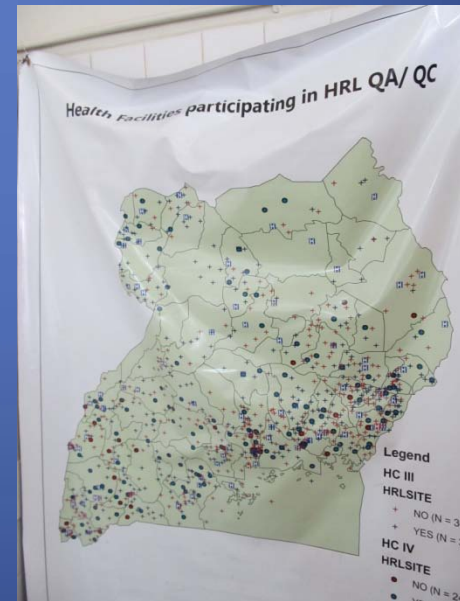 Health Facilities participating in HRL QA/ QC
Legend
HC III
HRLSITE
NO (N = 3
YES (N =
HC IV
HRLSITE
NO (N = 2